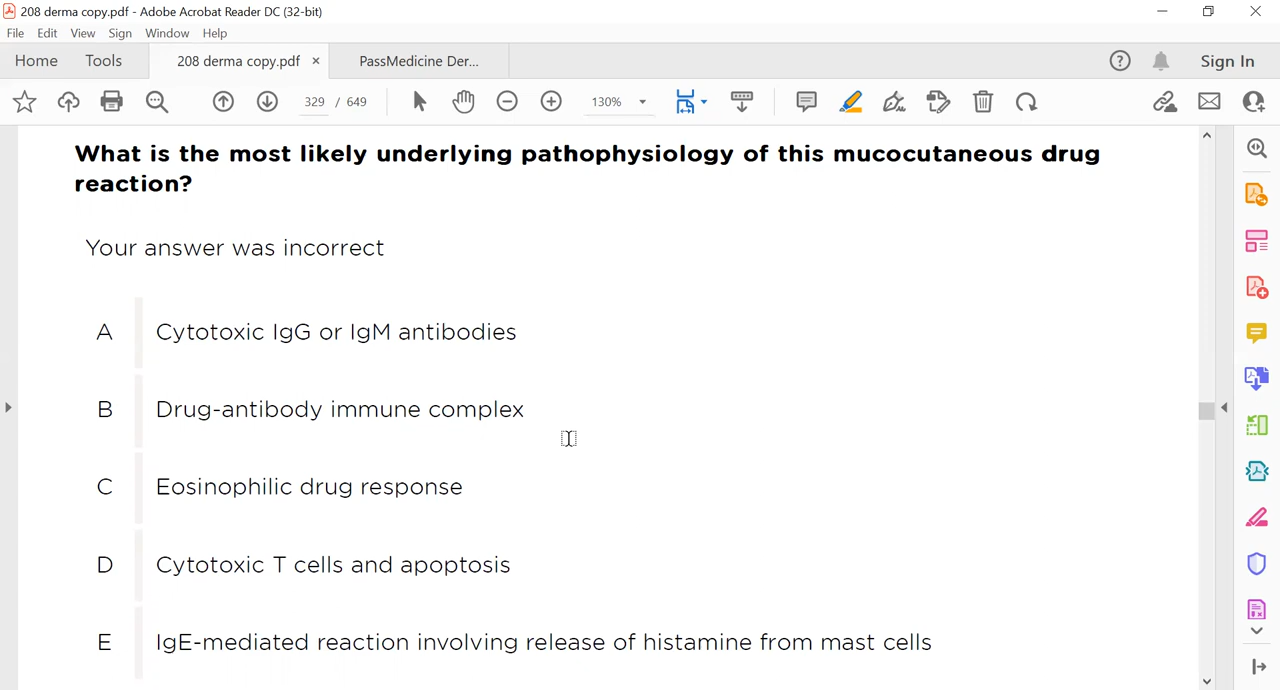 208 derma copy.pdf - Adobe Acrobat Reader DC (32-bit)
File Edit View Sign Window Help
Home Tools 208 derma copy.pdf × PassMedicine Der... Sign In
329 / 649 130%
What is the most likely underlying pathophysiology of this mucocutaneous drug
reaction?
Your answer was incorrect
A Cytotoxic IgG or IgM antibodies
B Drug-antibody immune complex
C Eosinophilic drug response
D Cytotoxic T cells and apoptosis
E IgE-mediated reaction involving release of histamine from mast cells